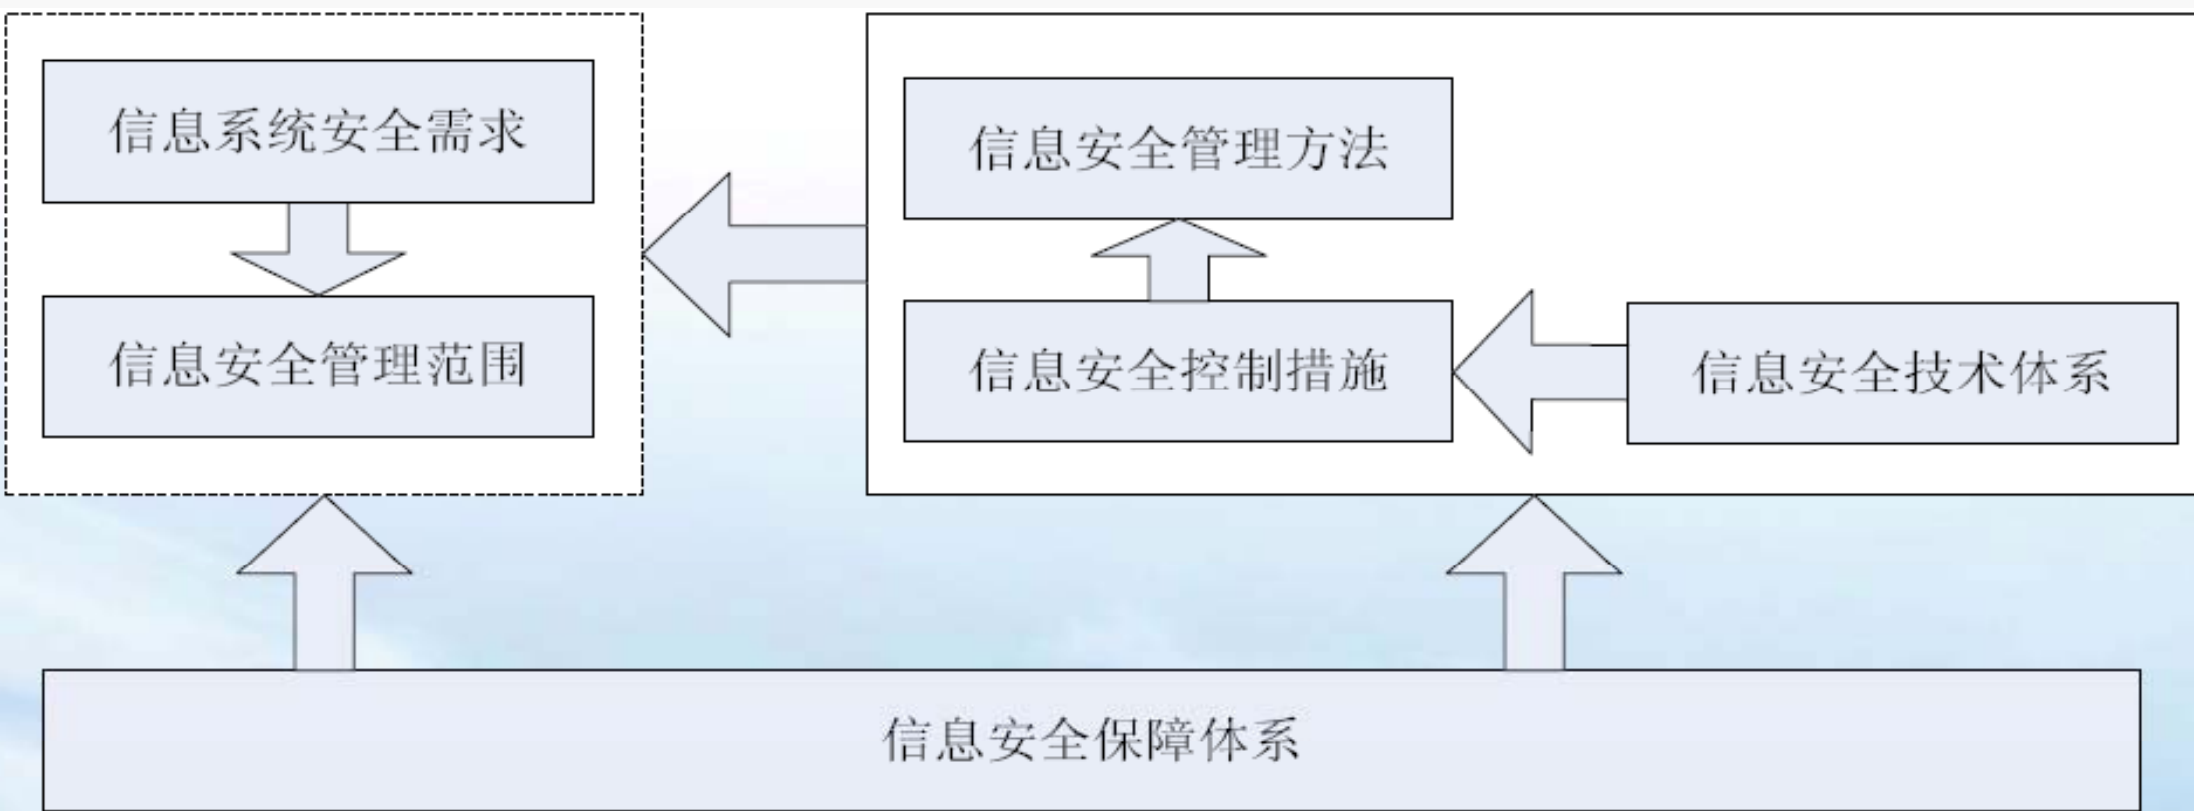 信息系统安全需求
信息安全管理范围
信息安全管理方法
信息安全控制措施
信息安全技术体系
信息安全保障体系